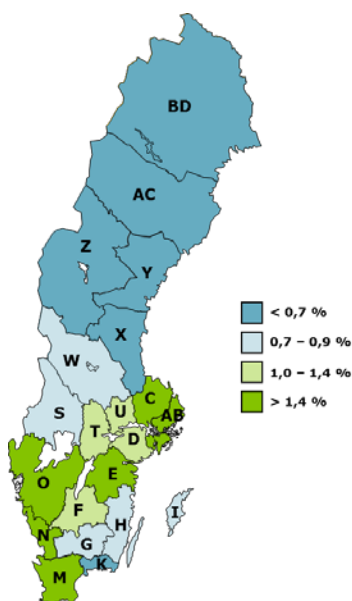 BD
AC
Z
Y
X
< 0,7 %
W
0,7 – 0,9 %
1,0 – 1,4 %
> 1,4 %
C
S
U
AB
T
D
E
O
F
I
H
N
G
K
M